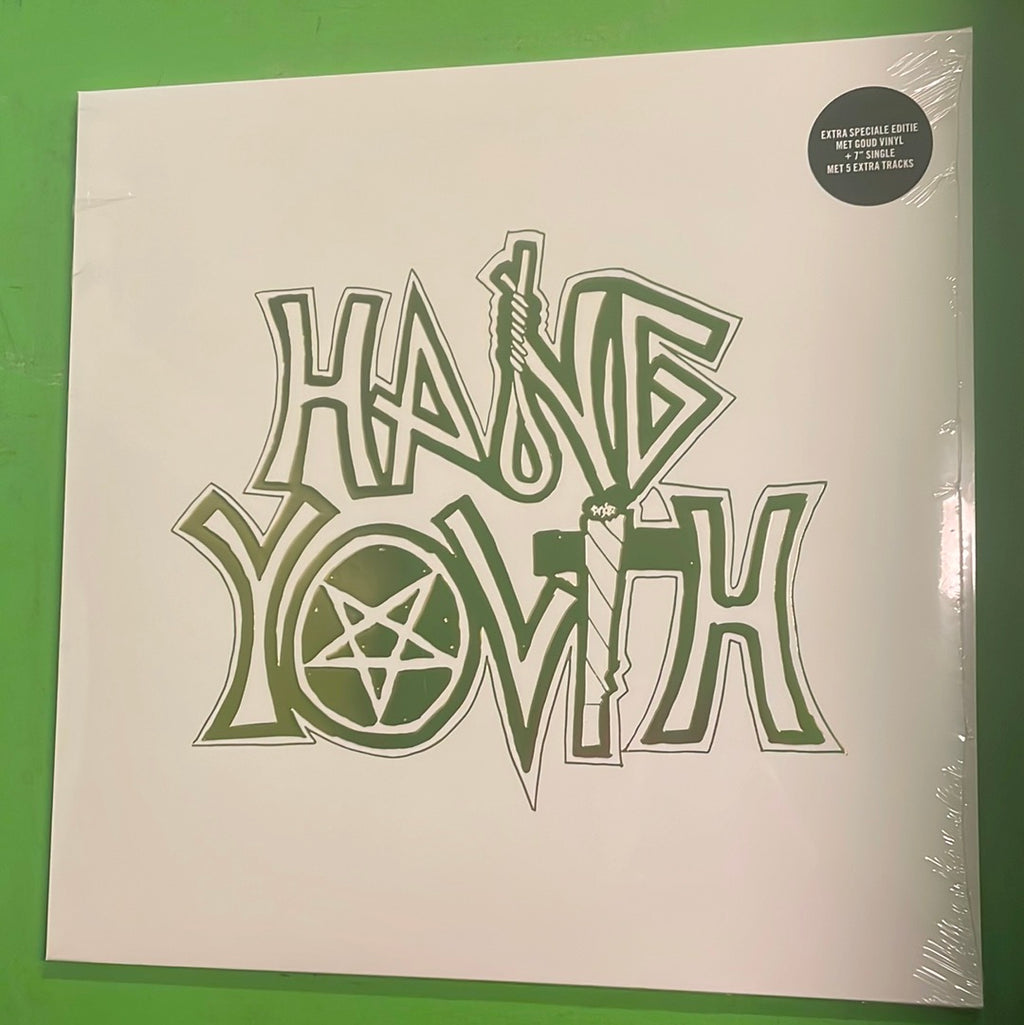 EXTRA SPECIALE EDITIE
MET GOUD VINYL
+ 7" SINGLE
MET 5 EXTRA TRACKS
HANG
YOUTH